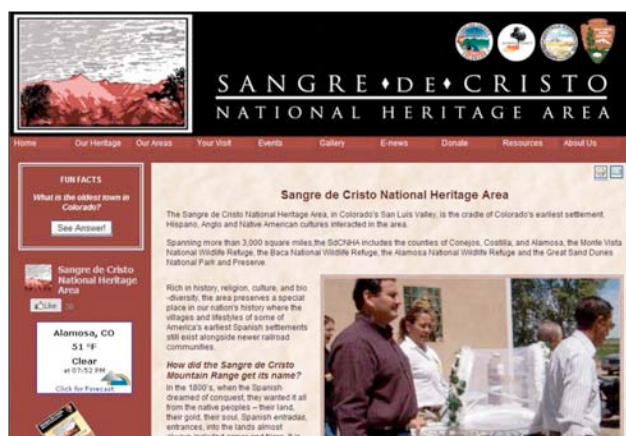 SANGRE DE CRISTO
NATIONAL HERITAGE AREA
Home Our Heritage Our Areas Your Visit Events Gallery E-news Donate Resources About Us
FUN FACTS
What is the oldest town in
Colorado?
See Answer!
Sangre de Cristo
National Heritage
Area
Like
Alamosa, CO
51 °F
Clear
at 07:52 PM
Click for Forecast
Sangre de Cristo National Heritage Area
The Sangre de Cristo National Heritage Area, in Colorado's San Luis Valley, is the cradle of Colorado's earliest settlement.
Hispano, Anglo and Native American cultures interacted in the area.
Spanning more than 3,000 square miles,the SdCNHA includes the counties of Conejos, Costilla, and Alamosa, the Monte Vista
National Wildlife Refuge, the Baca National Wildlife Refuge, the Alamosa National Wildlife Refuge and the Great Sand Dunes
National Park and Preserve.
Rich in history, religion, culture, and bio
-diversity, the area preserves a special
place in our nation's history where the
villages and lifestyles of some of
America's earliest Spanish settlements
still exist alongside newer railroad
communities.
How did the Sangre de Cristo
Mountain Range get its name?
In the 1800's, when the Spanish
dreamed of conquest, they wanted it all
from the native peoples – their land,
their gold, their soul. Spanish entradas,
entrances, into the lands almost